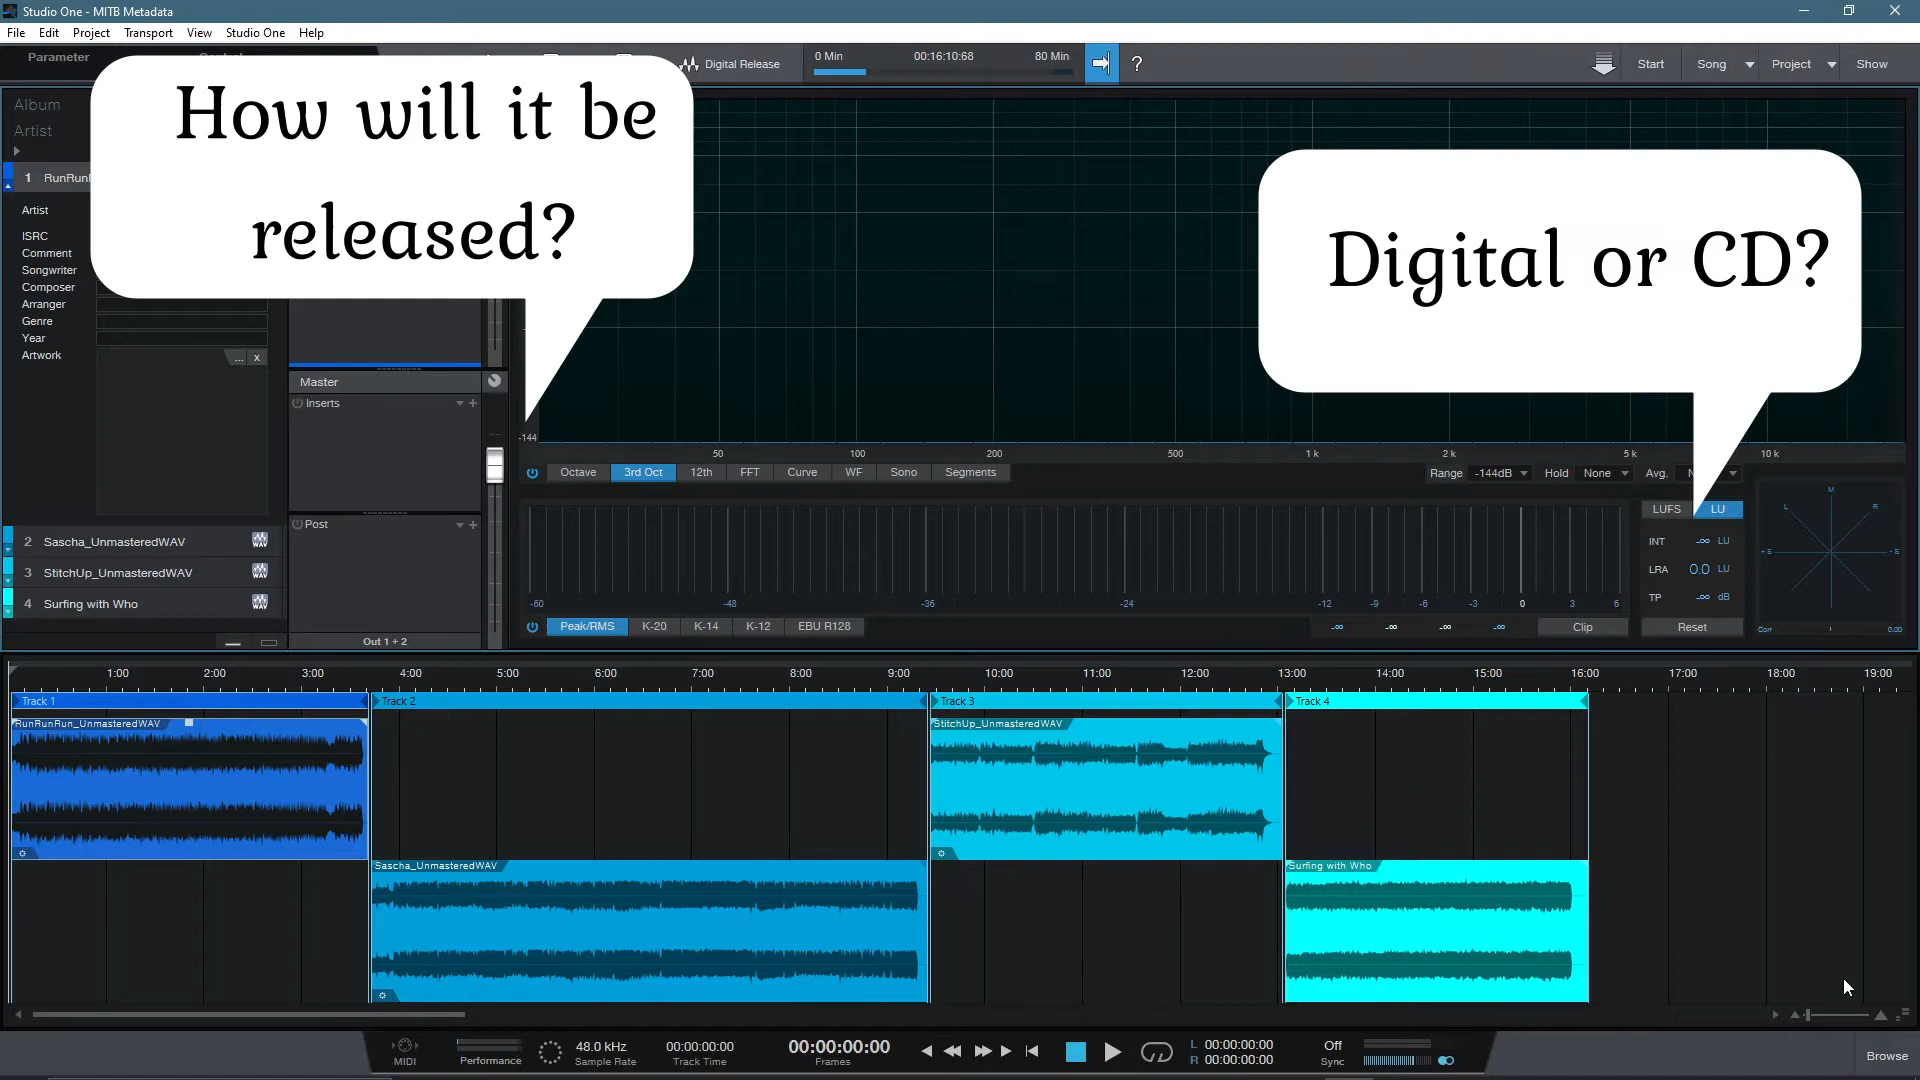 Studio One - MITB Metadata
File Edit Project Transport View Studio One Help
Parameter
Digital Release
0 Min 00:16:10:68 80 Min
?
Start Song Project Show
How will it be
released?
Digital or CD?
Album
Artist
1 RunRun
Artist
ISRC
Comment
Songwriter
Composer
Arranger
Genre
Year
Artwork
... x
2 Sascha_UnmasteredWAV
3 StitchUp_UnmasteredWAV
4 Surfing with Who
Master
Inserts
Post
Out 1 + 2
-144
50 100 200 500 1 k 2 k 5 k 10 k
Octave 3rd Oct 12th FFT Curve WF Sono Segments
Range -144dB Hold None Avg. N
-60 -48 -36 -24 -12 -9 -6 -3 0 3 6
Peak/RMS K-20 K-14 K-12 EBU R128
-∞ -∞ -∞ -∞ Clip
LUFS LU
INT -∞ LU
LRA 0.0 LU
TP -∞ dB
Reset
M
L R
+ S - S
Corr 0.00
1:00 2:00 3:00 4:00 5:00 6:00 7:00 8:00 9:00 10:00 11:00 12:00 13:00 14:00 15:00 16:00 17:00 18:00 19:00
Track 1 Track 2 Track 3 Track 4
RunRunRun_UnmasteredWAV
StitchUp_UnmasteredWAV
Sascha_UnmasteredWAV
Surfing with Who
MIDI
Performance
48.0 kHz
Sample Rate
00:00:00:00
Track Time
00:00:00:00
Frames
L 00:00:00:00
R 00:00:00:00
Off
Sync
Browse